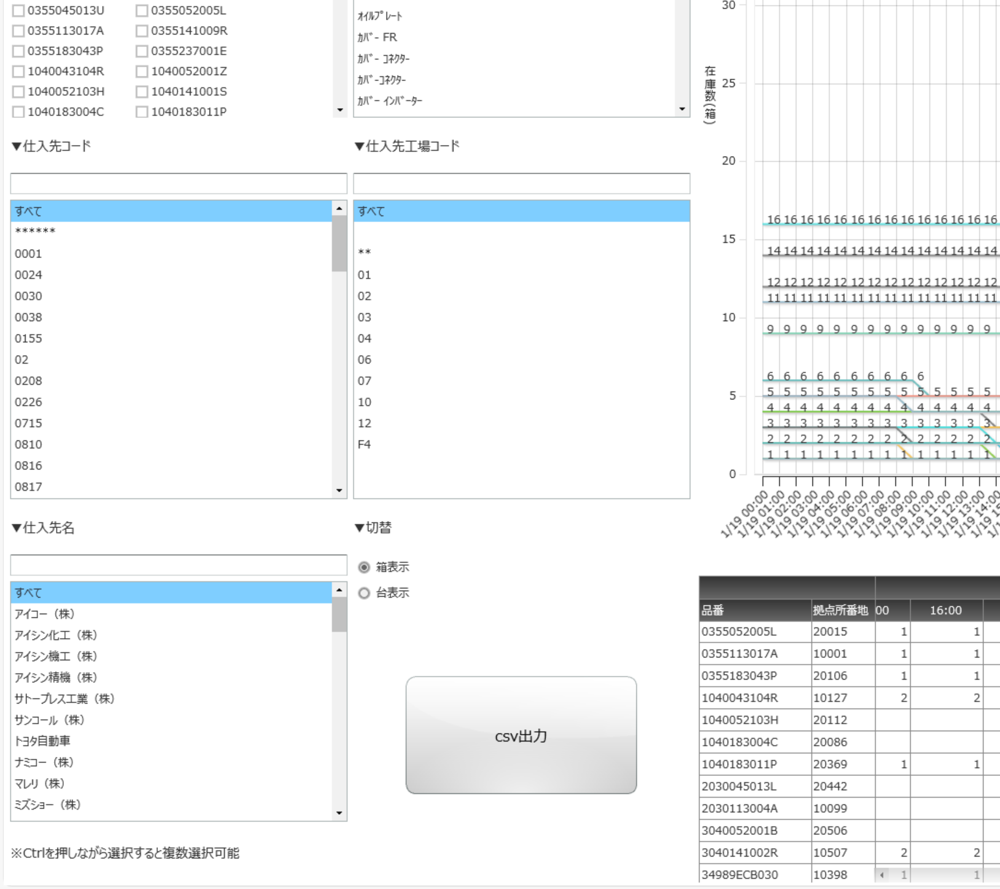 0355045013U 0355052005L
0355113017A 0355141009R
0355183043P 0355237001E
1040043104R 1040052001Z
1040052103H 1040141001S
1040183004C 1040183011P
ｵｲﾙﾌﾟﾚｰﾄ
ｶﾊﾞｰ FR
ｶﾊﾞｰ ｺﾈｸﾀｰ
ｶﾊﾞｰｺﾈｸﾀｰ
ｶﾊﾞｰ ｲﾝﾊﾞｰﾀｰ
▼仕入先コード
すべて
******
0001
0024
0030
0038
0155
02
0208
0226
0715
0810
0816
0817
▼仕入先工場コード
すべて
**
01
02
03
04
06
07
10
12
F4
▼仕入先名
すべて
アイコー（株）
アイシン化工（株）
アイシン機工（株）
アイシン精機（株）
サトープレス工業（株）
サンコール（株）
トヨタ自動車
ナミコー（株）
マレリ（株）
ミズショー（株）
※Ctrlを押しながら選択すると複数選択可能
▼切替
箱表示
台表示
csv出力
在庫数(箱)
30
25
20
15
10
5
0
16 16 16 16 16 16 16 16 16 16 16 16 16 16
14 14 14 14 14 14 14 14 14 14 14 14 14 14
12 12 12 12 12 12 12 12 12 12 12 12 12 12
11 11 11 11 11 11 11 11 11 11 11 11 11 11
9 9 9 9 9 9 9 9 9 9 9 9 9 9
6 6 6 6 6 6 6 6 6 6
5 5 5 5 5 5 5 5 5 5 5 5 5 5
4 4 4 4 4 4 4 4 4 4 4 4 4 4
3 3 3 3 3 3 3 3 3 3 3 3 3 3
2 2 2 2 2 2 2 2 2 2 2 2 2 2
1 1 1 1 1 1 1 1 1 1 1 1 1 1
1/19 00:00
1/19 01:00
1/19 02:00
1/19 03:00
1/19 04:00
1/19 05:00
1/19 06:00
1/19 07:00
1/19 08:00
1/19 09:00
1/19 10:00
1/19 11:00
1/19 12:00
1/19 13:00
1/19 14:00
品番 拠点所番地 00 16:00
0355052005L 20015 1 1
0355113017A 10001 1 1
0355183043P 20106 1 1
1040043104R 10127 2 2
1040052103H 20112
1040183004C 20086
1040183011P 20369 1 1
2030045013L 20442
2030113004A 10099
3040052001B 20506
3040141002R 10507 2 2
34989ECB030 10398 1 1